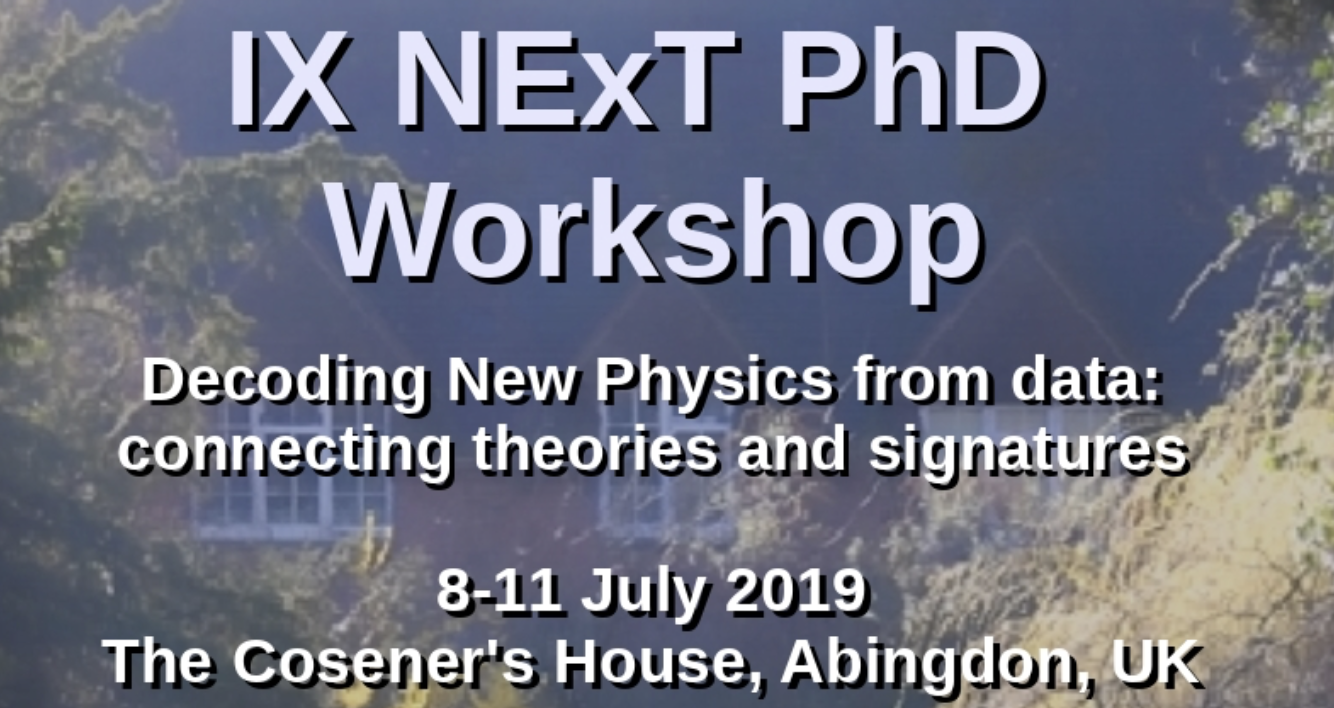 IX NExT PhD
Workshop
Decoding New Physics from data:
connecting theories and signatures
8-11 July 2019
The Cosener's House, Abingdon, UK